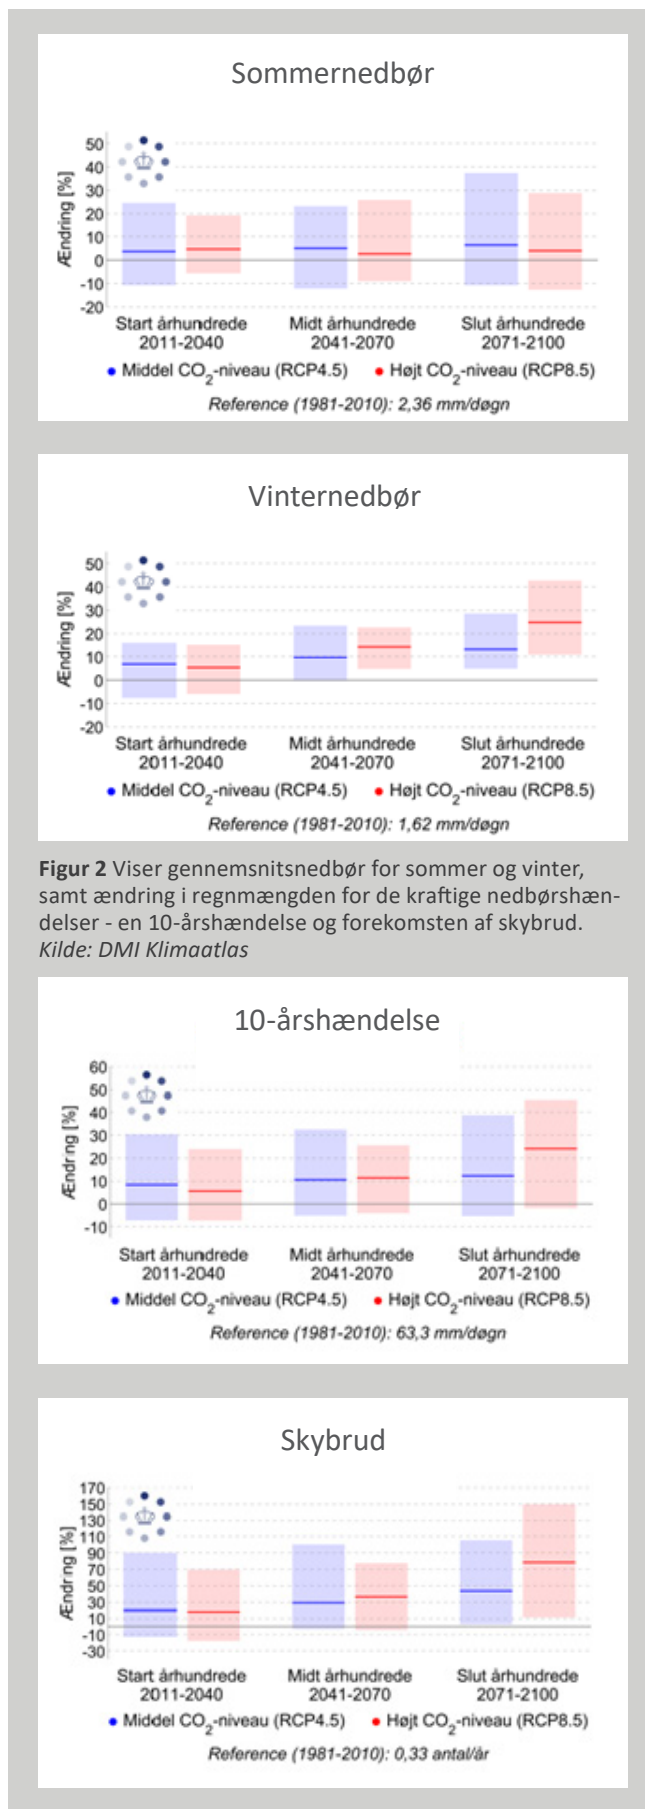 Sommernedbør
Ændring [%]
50
40
30
20
10
0
-10
-20
Start århundrede
2011-2040
Midt århundrede
2041-2070
Slut århundrede
2071-2100
Middel CO2-niveau (RCP4.5)
Højt CO2-niveau (RCP8.5)
Reference (1981-2010): 2,36 mm/døgn
Vinternedbør
Ændring [%]
50
40
30
20
10
0
-10
-20
Start århundrede
2011-2040
Midt århundrede
2041-2070
Slut århundrede
2071-2100
Middel CO2-niveau (RCP4.5)
Højt CO2-niveau (RCP8.5)
Reference (1981-2010): 1,62 mm/døgn
Figur 2 Viser gennemsnitsnedbør for sommer og vinter,
samt ændring i regnmængden for de kraftige nedbørshæn-
delser - en 10-årshændelse og forekomsten af skybrud.
Kilde: DMI Klimaatlas
10-årshændelse
Ændring [%]
60
50
40
30
20
10
0
-10
Start århundrede
2011-2040
Midt århundrede
2041-2070
Slut århundrede
2071-2100
Middel CO2-niveau (RCP4.5)
Højt CO2-niveau (RCP8.5)
Reference (1981-2010): 63,3 mm/døgn
Skybrud
Ændring [%]
170
150
130
110
90
70
50
30
10
-10
-30
Start århundrede
2011-2040
Midt århundrede
2041-2070
Slut århundrede
2071-2100
Middel CO2-niveau (RCP4.5)
Højt CO2-niveau (RCP8.5)
Reference (1981-2010): 0,33 antal/år